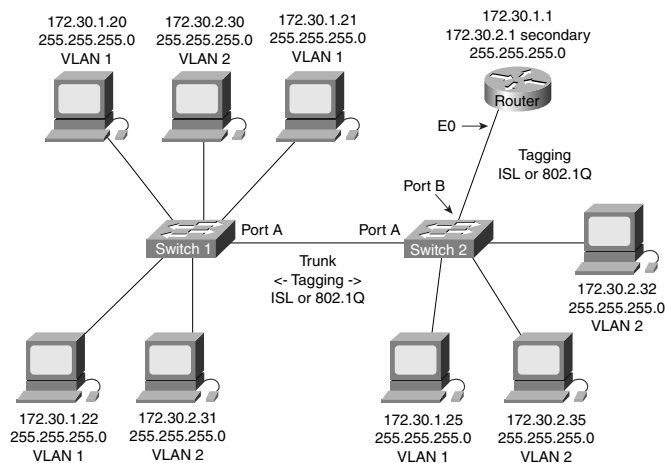 172.30.1.20
255.255.255.0
VLAN 1
172.30.2.30
255.255.255.0
VLAN 2
172.30.1.21
255.255.255.0
VLAN 1
172.30.1.1
172.30.2.1 secondary
255.255.255.0
Router
E0
Tagging
ISL or 802.1Q
Port B
Port A
Port A
Switch 1
Switch 2
Trunk
<- Tagging ->
ISL or 802.1Q
172.30.2.32
255.255.255.0
VLAN 2
172.30.1.22
255.255.255.0
VLAN 1
172.30.2.31
255.255.255.0
VLAN 2
172.30.1.25
255.255.255.0
VLAN 1
172.30.2.35
255.255.255.0
VLAN 2